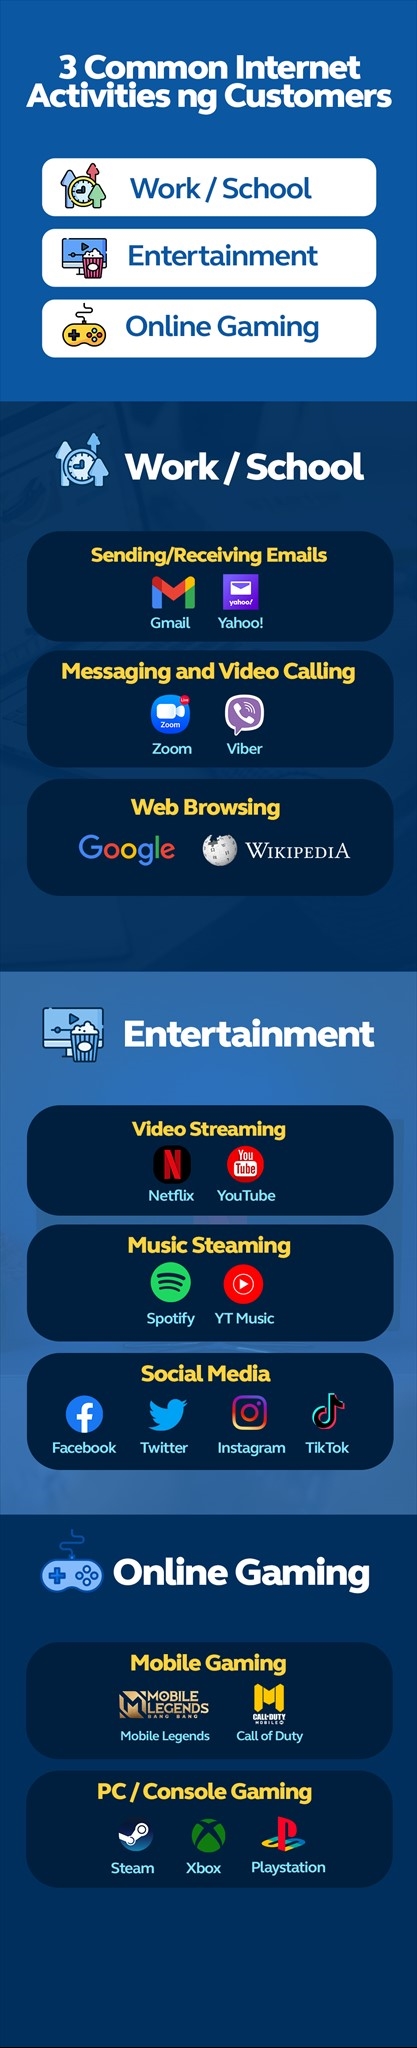 3 Common Internet
Activities ng Customers
Work / School
Entertainment
Online Gaming
Work / School
Sending/Receiving Emails
yahoo!
Gmail Yahoo!
Messaging and Video Calling
Live
Zoom
Zoom Viber
Web Browsing
Google WIKIPEDIA
Entertainment
Video Streaming
N You
Tube
Netflix YouTube
Music Steaming
Spotify YT Music
Social Media
Facebook Twitter Instagram TikTok
Online Gaming
Mobile Gaming
MOBILE
LEGENDS
BANG BANG
CALL OF DUTY
MOBILE
Mobile Legends Call of Duty
PC / Console Gaming
Steam Xbox Playstation